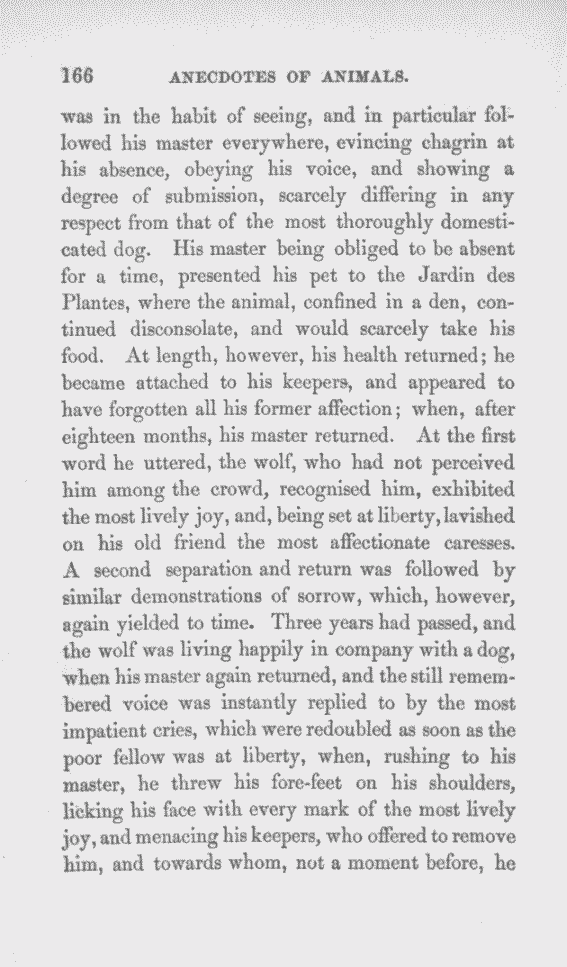 166 ANECDOTES OF ANIMALS.
was in the habit of seeing, and in particular fol-
lowed his master everywhere, evincing chagrin at
his absence, obeying his voice, and showing a
degree of submission, scarcely differing in any
respect from that of the most thoroughly domesti-
cated dog. His master being obliged to be absent
for a time, presented his pet to the Jardin des
Plantes, where the animal, confined in a den, con-
tinued disconsolate, and would scarcely take his
food. At length, however, his health returned; he
became attached to his keepers, and appeared to
have forgotten all his former affection; when, after
eighteen months, his master returned. At the first
word he uttered, the wolf, who had not perceived
him among the crowd, recognised him, exhibited
the most lively joy, and, being set at liberty, lavished
on his old friend the most affectionate caresses.
A second separation and return was followed by
similar demonstrations of sorrow, which, however,
again yielded to time. Three years had passed, and
the wolf was living happily in company with a dog,
when his master again returned, and the still remem-
bered voice was instantly replied to by the most
impatient cries, which were redoubled as soon as the
poor fellow was at liberty, when, rushing to his
master, he threw his fore-feet on his shoulders,
licking his face with every mark of the most lively
joy, and menacing his keepers, who offered to remove
him, and towards whom, not a moment before, he